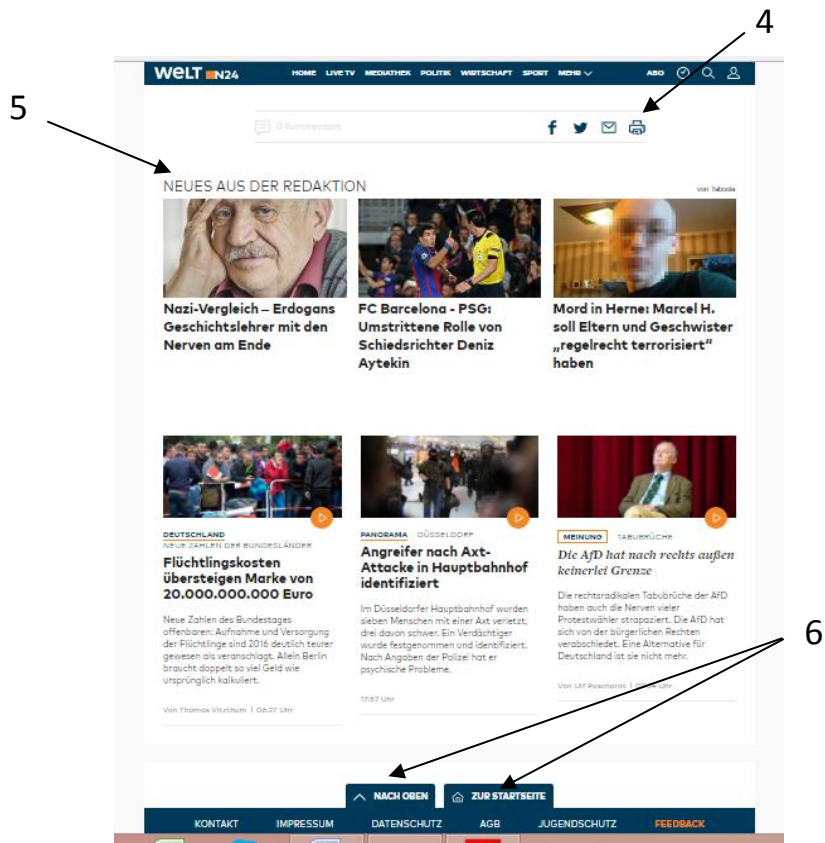 4
WELT N24 HOME LIVE TV MEDIATHEK POLITIK WIRTSCHAFT SPORT MEHR ABO
5
0 Kommentare
NEUES AUS DER REDAKTION von Taboola
Nazi-Vergleich – Erdogans
Geschichtslehrer mit den
Nerven am Ende
FC Barcelona - PSG:
Umstrittene Rolle von
Schiedsrichter Deniz
Aytekin
Mord in Herne: Marcel H.
soll Eltern und Geschwister
„regelrecht terrorisiert“
haben
DEUTSCHLAND
NEUE ZAHLEN DER BUNDESLÄNDER
Flüchtlingskosten
übersteigen Marke von
20.000.000.000 Euro
Neue Zahlen des Bundestages
offenbaren: Aufnahme und Versorgung
der Flüchtlinge sind 2016 deutlich teurer
gewesen als veranschlagt. Allein Berlin
braucht doppelt so viel Geld wie
ursprünglich kalkuliert.
Von Thomas Vitzthum | 06:27 Uhr
PANORAMA DÜSSELDORF
Angreifer nach Axt-
Attacke in Hauptbahnhof
identifiziert
Im Düsseldorfer Hauptbahnhof wurden
sieben Menschen mit einer Axt verletzt,
drei davon schwer. Ein Verdächtiger
wurde festgenommen und identifiziert.
Nach Angaben der Polizei hat er
psychische Probleme.
17:57 Uhr
MEINUNG TABUBRÜCHE
Die AfD hat nach rechts außen
keinerlei Grenze
Die rechtsradikalen Tabubrüche der AfD
haben auch die Nerven vieler
Protestwähler strapaziert. Die AfD hat
sich von der bürgerlichen Rechten
verabschiedet. Eine Alternative für
Deutschland ist sie nicht mehr.
Von Ulf Poschardt | Uhr
6
NACH OBEN ZUR STARTSEITE
KONTAKT IMPRESSUM DATENSCHUTZ AGB JUGENDSCHUTZ FEEDBACK